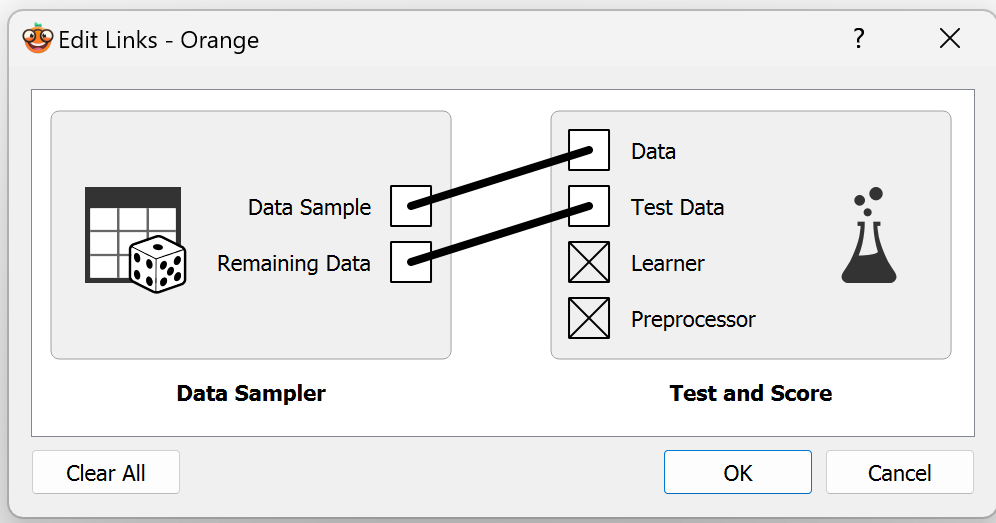 Edit Links - Orange
?
Data Sample
Remaining Data
Data Sampler
Data
Test Data
Learner
Preprocessor
Test and Score
Clear All
OK
Cancel